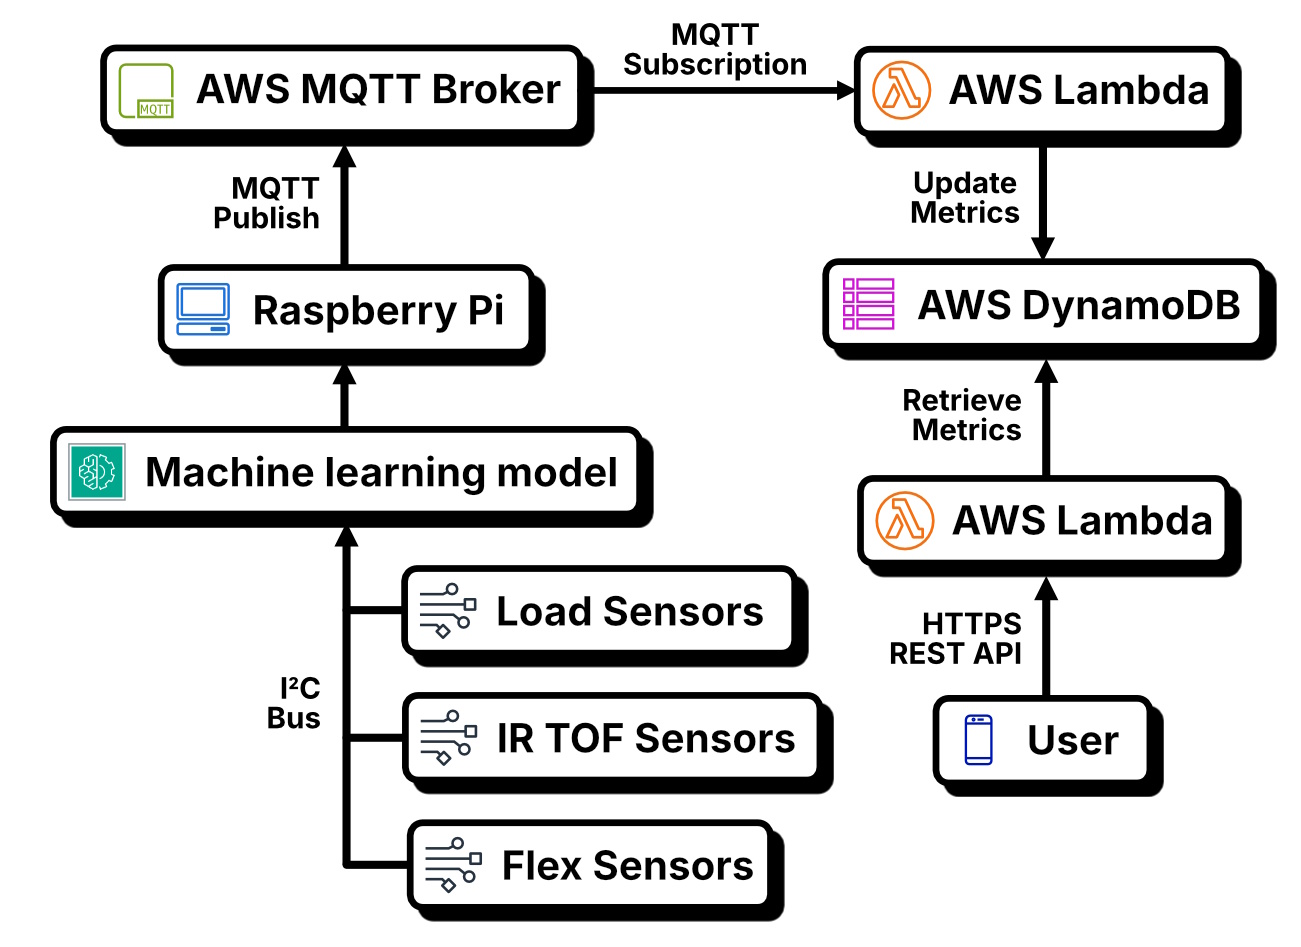 MQTT
Subscription
AWS MQTT Broker
MQTT
AWS Lambda
MQTT
Publish
Update
Metrics
Raspberry Pi
AWS DynamoDB
Retrieve
Metrics
Machine learning model
AWS Lambda
Load Sensors
HTTPS
REST API
I²C
Bus
IR TOF Sensors
User
Flex Sensors